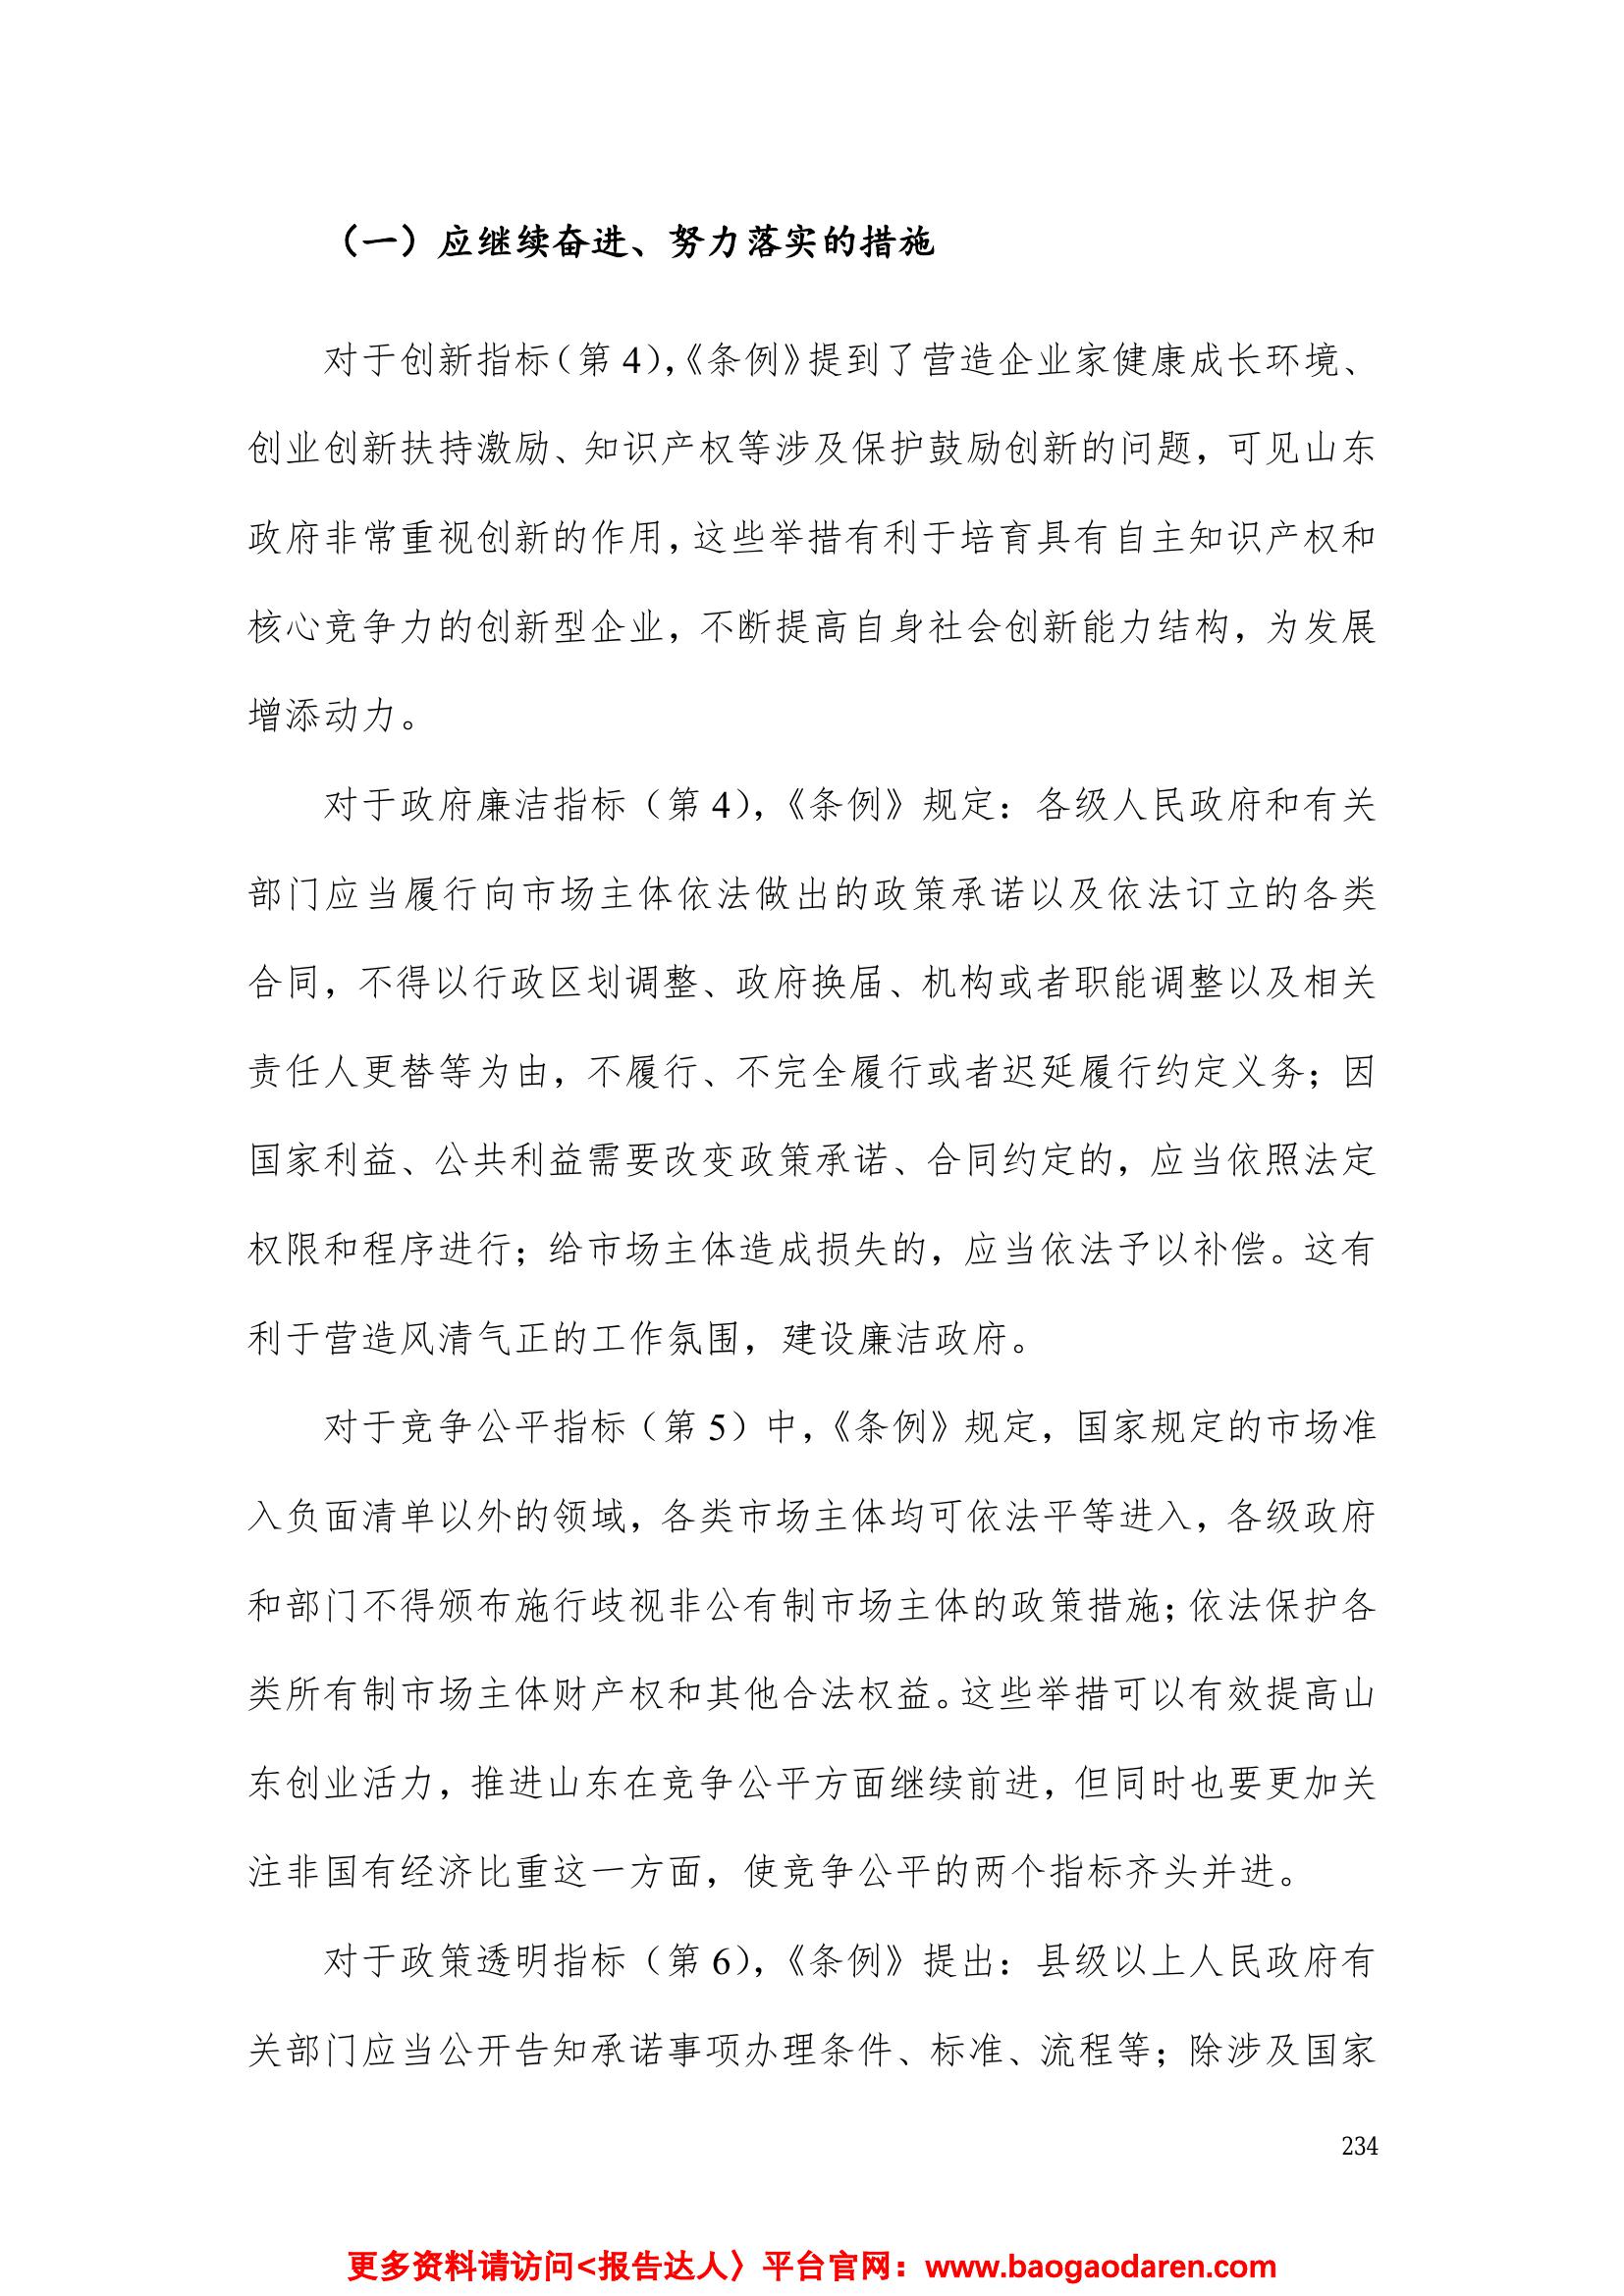 （一）应继续奋进、努力落实的措施
对于创新指标（第 4），《条例》提到了营造企业家健康成长环境、
创业创新扶持激励、知识产权等涉及保护鼓励创新的问题，可见山东
政府非常重视创新的作用，这些举措有利于培育具有自主知识产权和
核心竞争力的创新型企业，不断提高自身社会创新能力结构，为发展
增添动力。
对于政府廉洁指标（第 4），《条例》规定：各级人民政府和有关
部门应当履行向市场主体依法做出的政策承诺以及依法订立的各类
合同，不得以行政区划调整、政府换届、机构或者职能调整以及相关
责任人更替等为由，不履行、不完全履行或者迟延履行约定义务；因
国家利益、公共利益需要改变政策承诺、合同约定的，应当依照法定
权限和程序进行；给市场主体造成损失的，应当依法予以补偿。这有
利于营造风清气正的工作氛围，建设廉洁政府。
对于竞争公平指标（第 5）中，《条例》规定，国家规定的市场准
入负面清单以外的领域，各类市场主体均可依法平等进入，各级政府
和部门不得颁布施行歧视非公有制市场主体的政策措施；依法保护各
类所有制市场主体财产权和其他合法权益。这些举措可以有效提高山
东创业活力，推进山东在竞争公平方面继续前进，但同时也要更加关
注非国有经济比重这一方面，使竞争公平的两个指标齐头并进。
对于政策透明指标（第 6），《条例》提出：县级以上人民政府有
关部门应当公开告知承诺事项办理条件、标准、流程等；除涉及国家
234
更多资料请访问<报告达人〉平台官网：www.baogaodaren.com